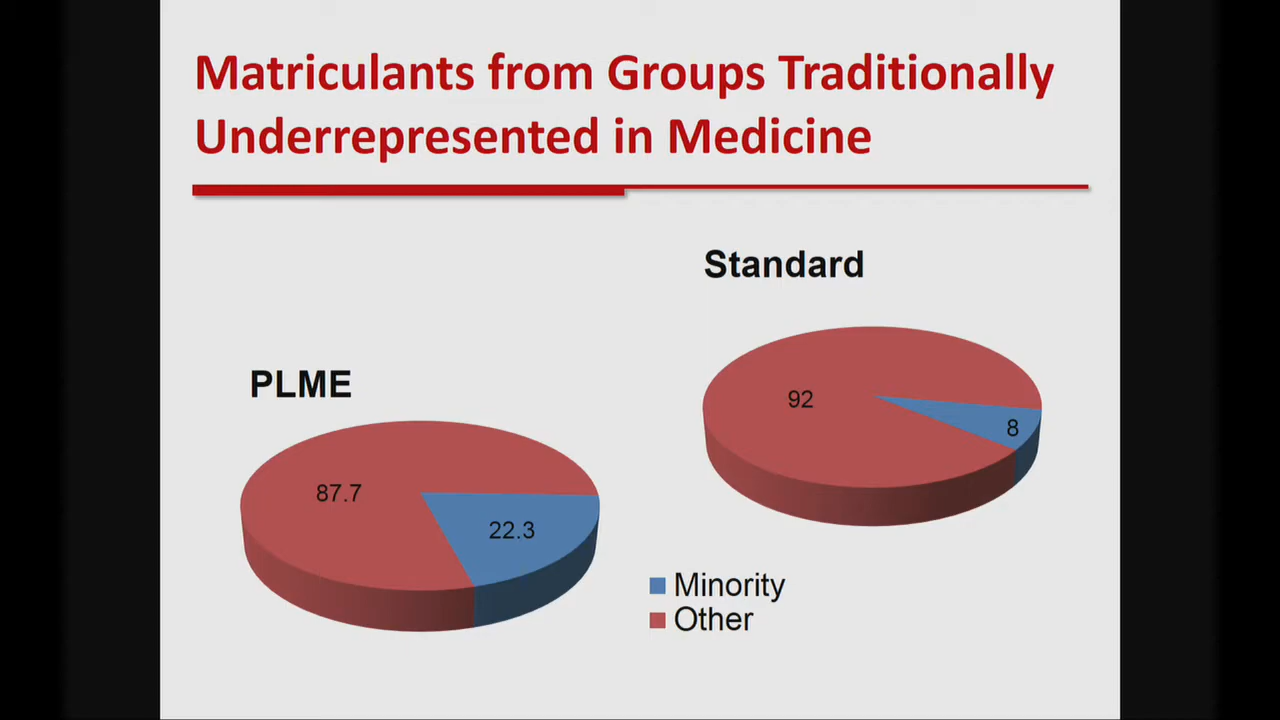 Matriculants from Groups Traditionally
Underrepresented in Medicine
Standard
92
8
PLME
87.7
22.3
Minority
Other